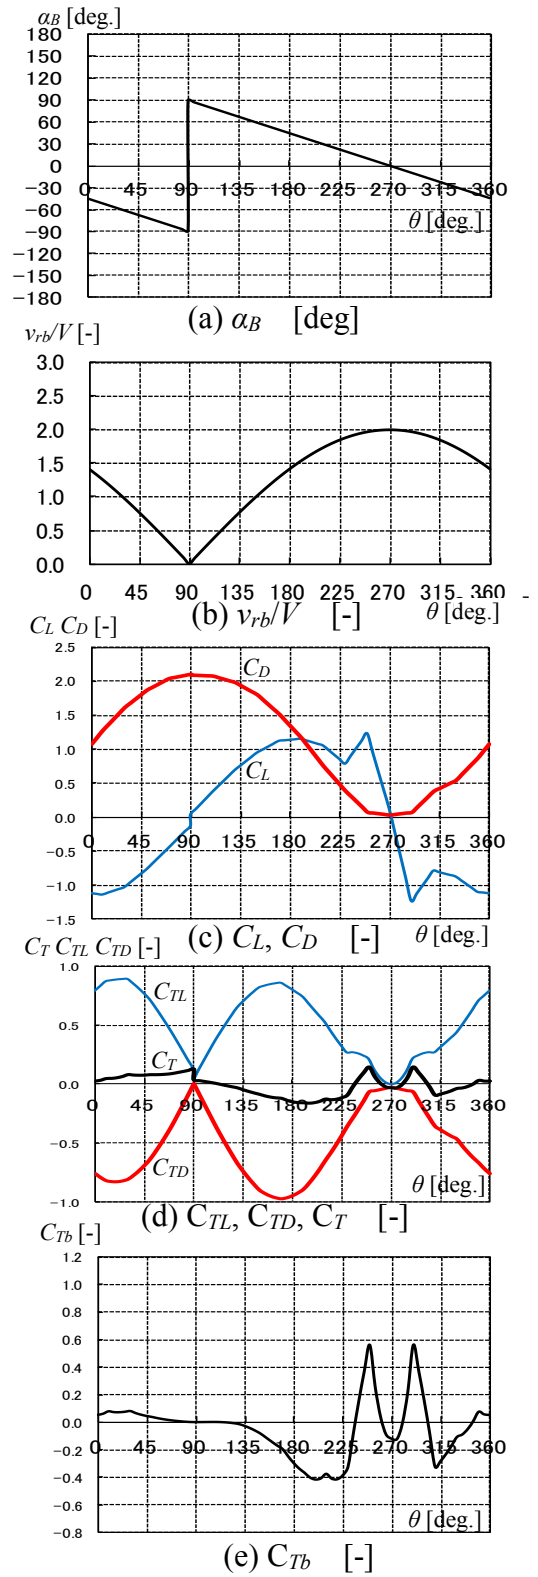 αB [deg.]
180
150
120
90
60
30
0
−30
−60
−90
−120
−150
−180
0 45 90 135 180 225 270 315 360
θ [deg.]
(a) αB [deg]
vrb/V [-]
3.0
2.5
2.0
1.5
1.0
0.5
0.0
0 45 90 135 180 225 270 315 360
(b) vrb/V [-]
θ [deg.]
CL CD [-]
2.5
2.0
1.5
1.0
0.5
0.0
-0.5
-1.0
-1.5
CD
CL
0 45 90 135 180 225 270 315 360
(c) CL, CD [-]
θ [deg.]
CT CTL CTD [-]
1.0
0.5
0.0
-0.5
-1.0
CTL
CT
0 45 90 135 180 225 270 315 360
CTD
θ [deg.]
(d) CTL, CTD, CT [-]
CTb [-]
1.2
1.0
0.8
0.6
0.4
0.2
0.0
-0.2
-0.4
-0.6
-0.8
0 45 90 135 180 225 270 315 360
θ [deg.]
(e) CTb [-]